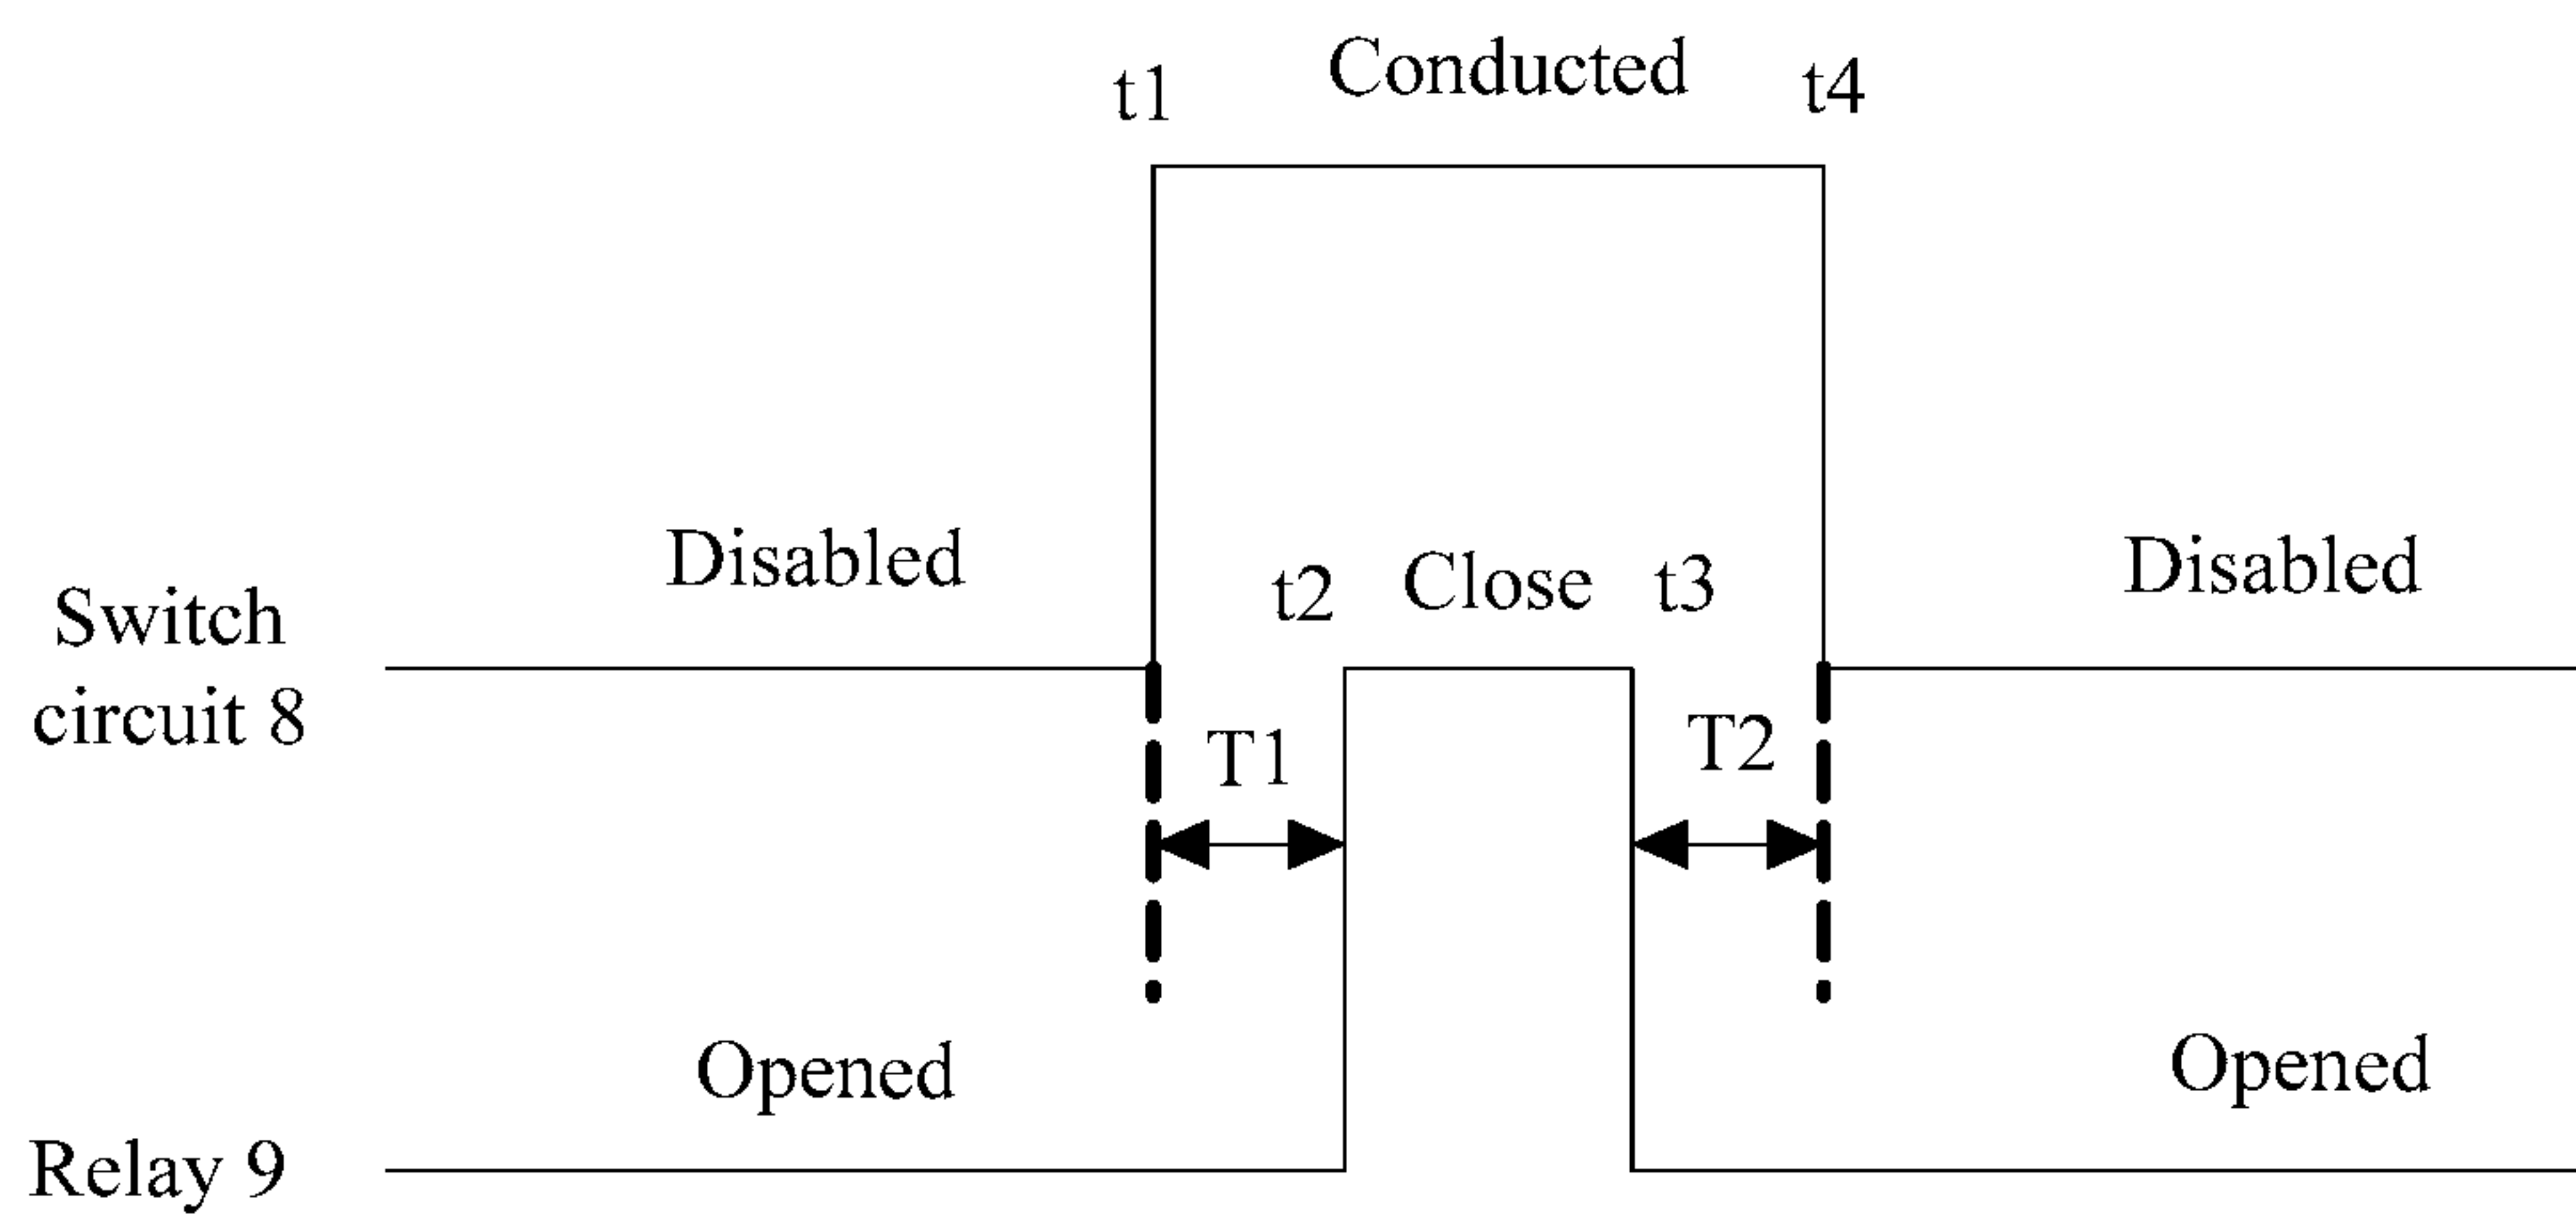 t1
Conducted
t4
Disabled
t2
Close
t3
Disabled
Switch
circuit 8
T1
T2
Opened
Opened
Relay 9